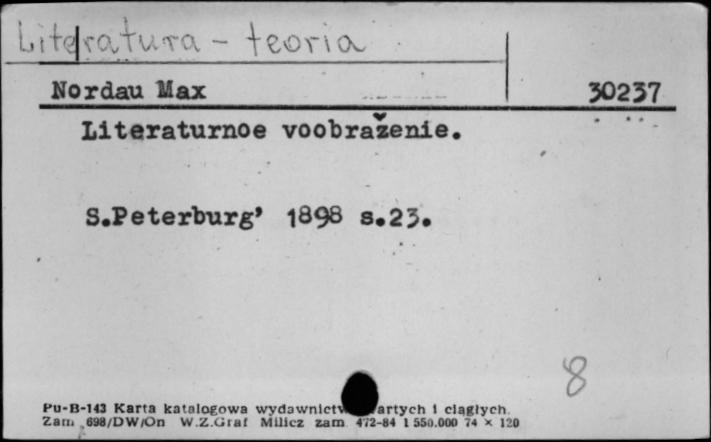 Literatura - teoria
Nordau Max 30237
Literaturnoe voobraženie.
S.Peterburg’ 1898 s.23.
8
Pu-B-143 Karta katalogowa wydawnictw artych i ciągłych.
Zam. 698/DW/On W.Z.Graf Milicz zam. 472-84 1 550.000 74 × 120